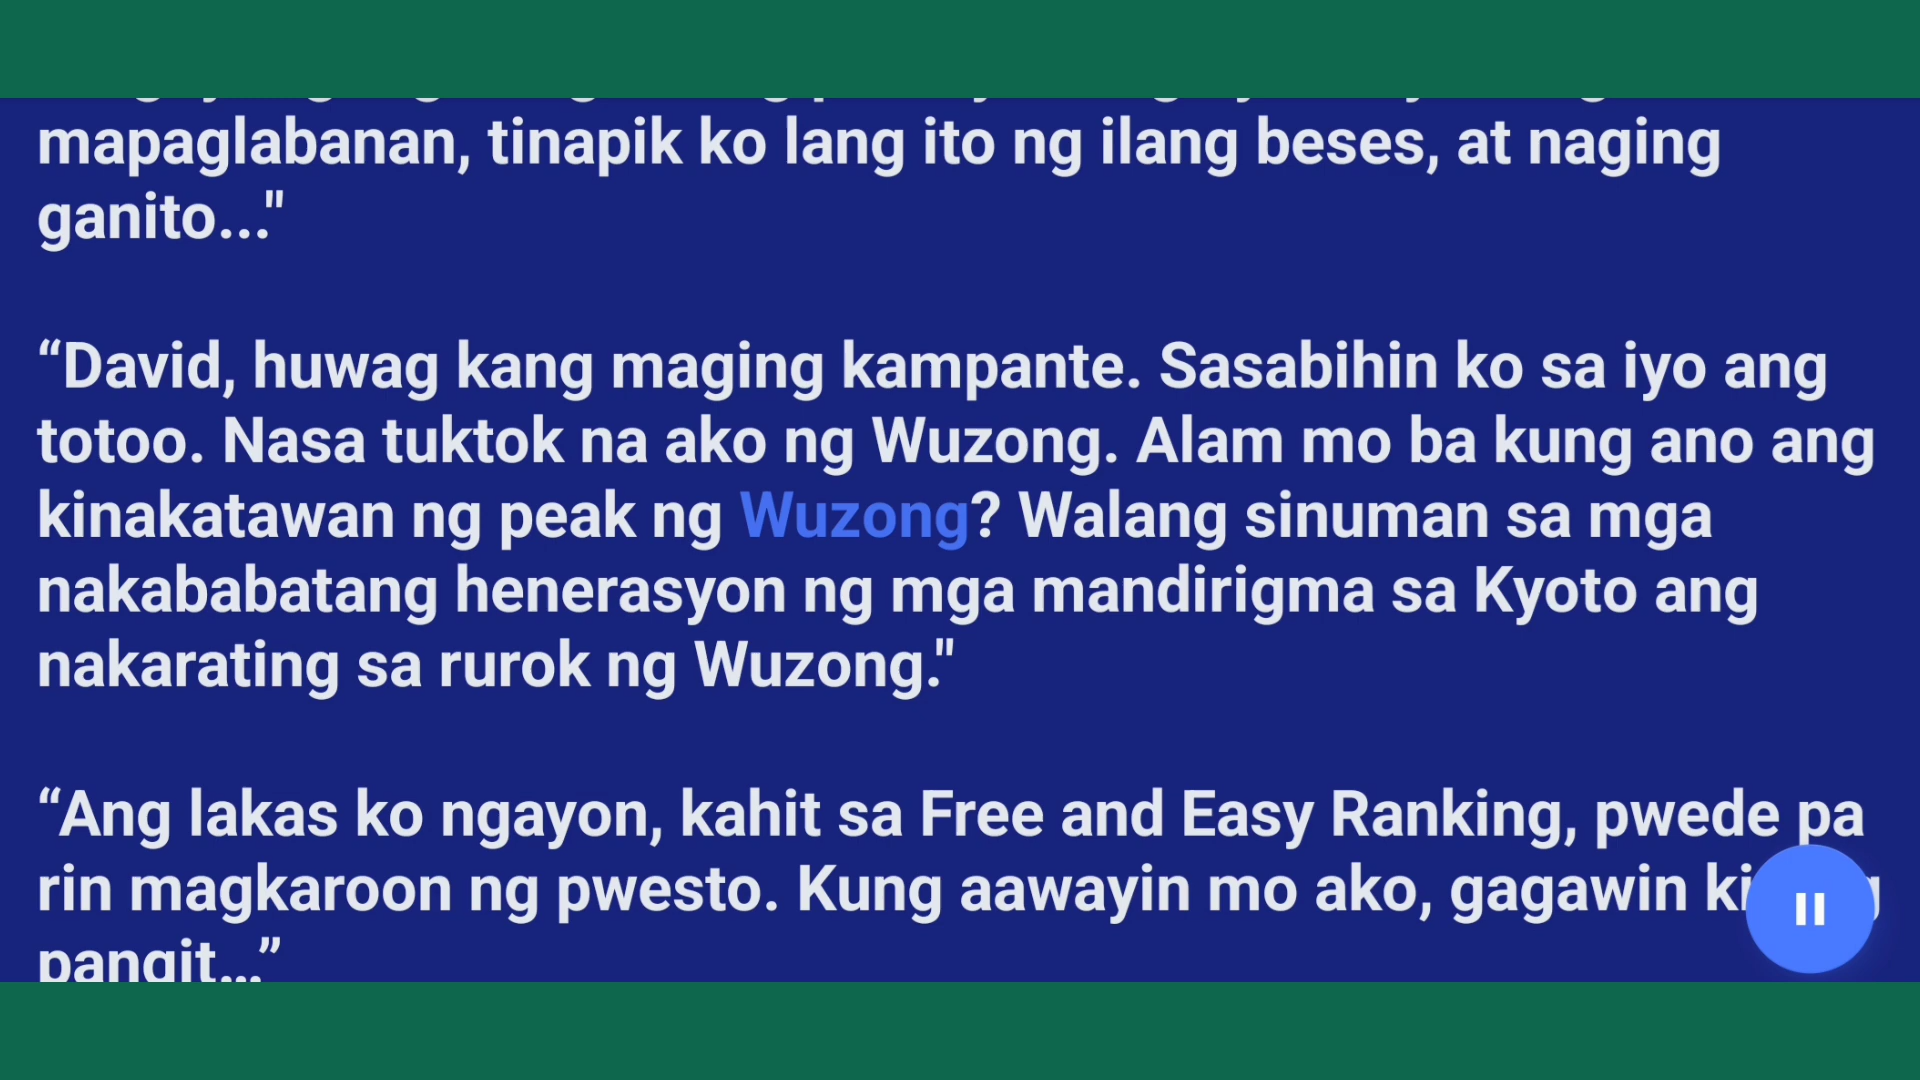 mapaglabanan, tinapik ko lang ito ng ilang beses, at naging
ganito..."
“David, huwag kang maging kampante. Sasabihin ko sa iyo ang
totoo. Nasa tuktok na ako ng Wuzong. Alam mo ba kung ano ang
kinakatawan ng peak ng Wuzong? Walang sinuman sa mga
nakababatang henerasyon ng mga mandirigma sa Kyoto ang
nakarating sa rurok ng Wuzong."
“Ang lakas ko ngayon, kahit sa Free and Easy Ranking, pwede pa
rin magkaroon ng pwesto. Kung aawayin mo ako, gagawin
pangit...”